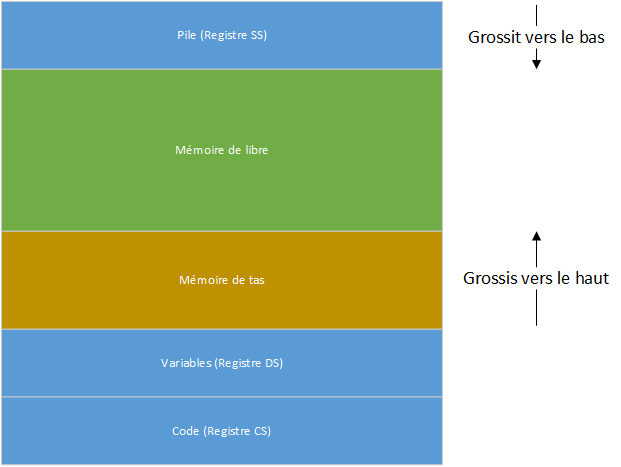 Pile (Registre SS)
Grossit vers le bas
Mémoire de libre
Mémoire de tas
Grossis vers le haut
Variables (Registre DS)
Code (Registre CS)